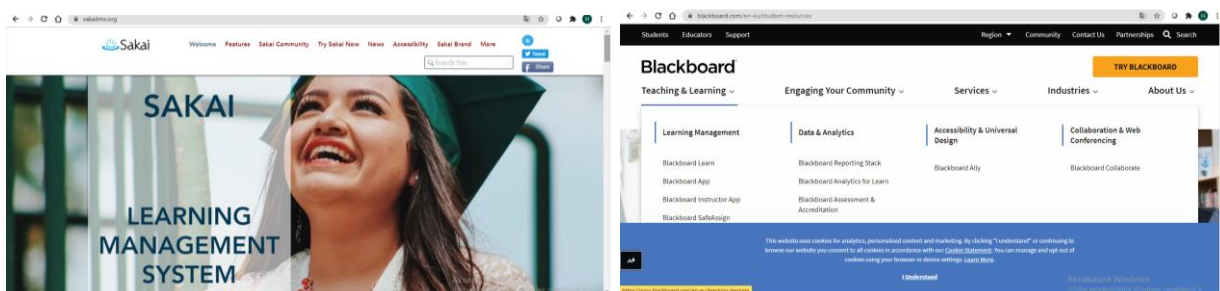 sakailms.org
Sakai
Welcome Features Sakai Community Try Sakai Now News Accessibility Sakai Brand More
Tweet
Search Site
Share
SAKAI
LEARNING
MANAGEMENT
SYSTEM
blackboard.com/en-eu/student-resources
Students Educators Support
Region Community Contact Us Partnerships Search
Blackboard
TRY BLACKBOARD
Teaching & Learning Engaging Your Community Services Industries About Us
Learning Management
Blackboard Learn
Blackboard App
Blackboard Instructor App
Blackboard SafeAssign
Data & Analytics
Blackboard Reporting Stack
Blackboard Analytics for Learn
Blackboard Assessment &
Accreditation
Accessibility & Universal
Design
Blackboard Ally
Collaboration & Web
Conferencing
Blackboard Collaborate
This website uses cookies for analytics, personalised content and marketing. By clicking "I understand" or continuing to
browse our website you consent to all cookies in accordance with our Cookie Statement. You can manage and opt out of
cookies using your browser or device settings. Learn More.
I Understand
Активация Windows